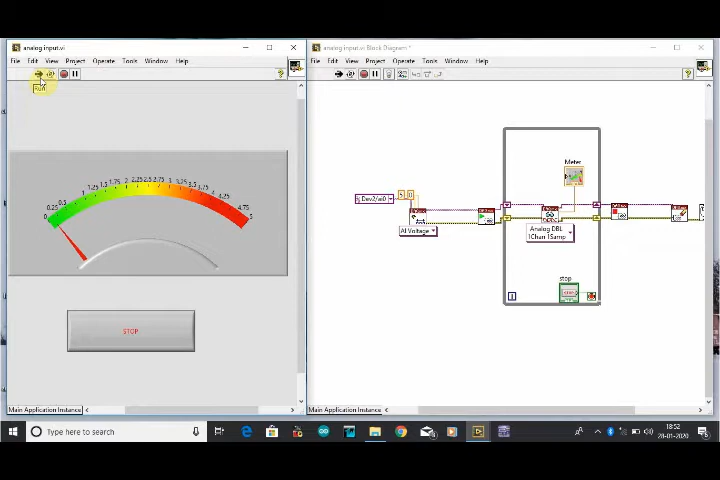 analog input.vi
File Edit View Project Operate Tools Window Help
Run
0 0.25 0.5 1 1.25 1.5 1.75 2 2.25 2.5 2.75 3 3.25 3.5 3.75 4 4.25 4.75 5
STOP
Main Application Instance
analog input.vi Block Diagram *
File Edit View Project Operate Tools Window Help
Meter
Dev2/ai0
5 0
AI Voltage
Analog DBL
1Chan 1Samp
stop
Main Application Instance
Type here to search
18:52
28-01-2020